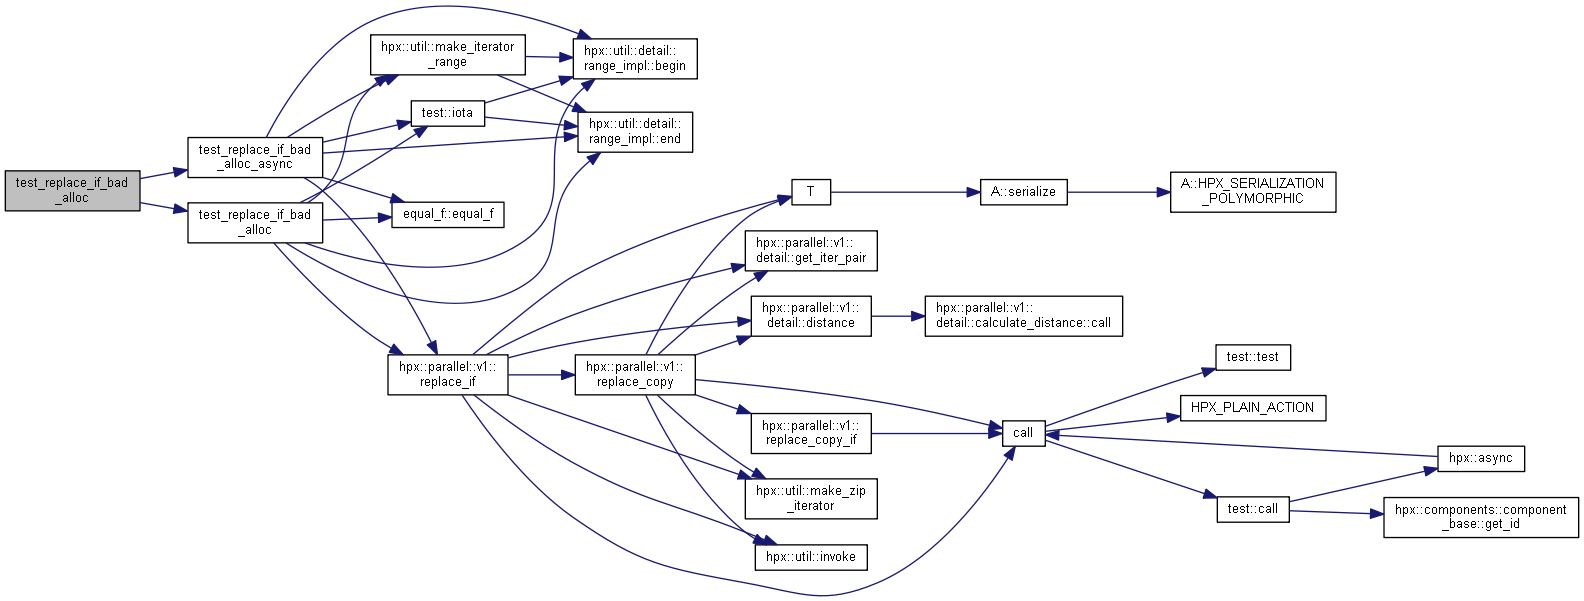 test_replace_if_bad
_alloc
test_replace_if_bad
_alloc_async
test_replace_if_bad
_alloc
hpx::util::make_iterator
_range
test::iota
equal_f::equal_f
hpx::parallel::v1::
replace_if
hpx::util::detail::
range_impl::begin
hpx::util::detail::
range_impl::end
hpx::parallel::v1::
replace_copy
T
hpx::parallel::v1::
detail::get_iter_pair
hpx::parallel::v1::
detail::distance
hpx::parallel::v1::
replace_copy_if
hpx::util::make_zip
_iterator
hpx::util::invoke
A::serialize
hpx::parallel::v1::
detail::calculate_distance::call
call
A::HPX_SERIALIZATION
_POLYMORPHIC
test::test
HPX_PLAIN_ACTION
test::call
hpx::async
hpx::components::component
_base::get_id